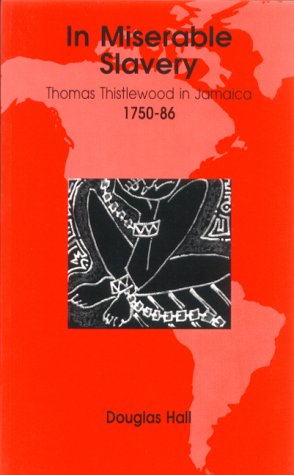 In Miserable
Slavery
Thomas Thistlewood in Jamaica
1750-86
Douglas Hall